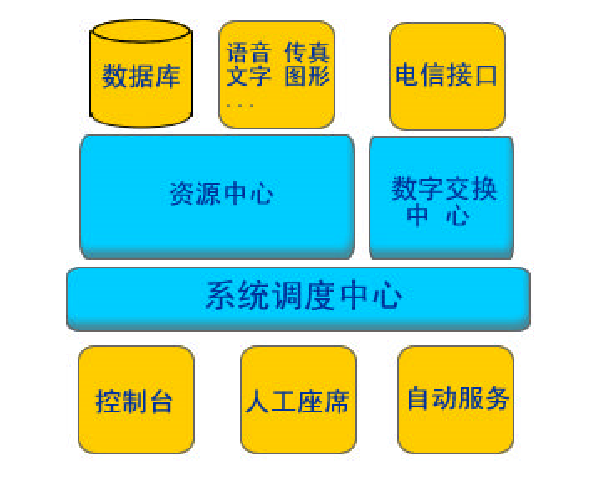 数据库
语音 传真
文字 图形
...
电信接口
资源中心
数字交换
中 心
系统调度中心
控制台
人工座席
自动服务